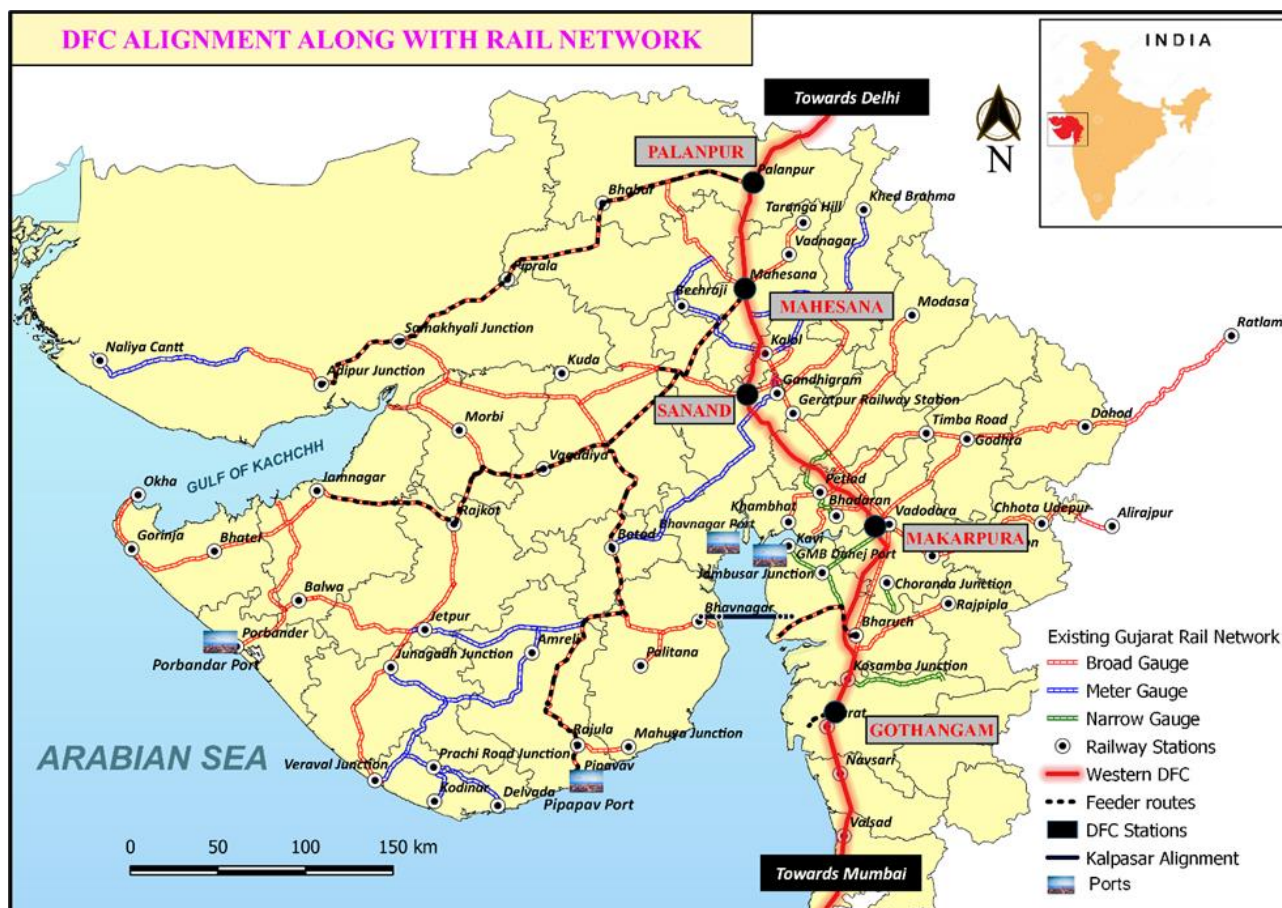 DFC ALIGNMENT ALONG WITH RAIL NETWORK
INDIA
Towards Delhi
N
PALANPUR
Palanpur
Bhabar
Taranga Hill
Khed Brahma
Vadnagar
Piprala
Mahesana
Bechraji
MAHESANA
Modasa
Ratlam
Samakhyali Junction
Naliya Cantt
Kalol
Kuda
Adipur Junction
Gandhigram
SANAND
Geratpur Railway Station
Morbi
Timba Road
Dahod
Godhra
GULF OF KACHCHH
Vagadiya
Okha
Jamnagar
Petlad
Bhadaran
Khambhat
Rajkot
Vadodara
Chhota Udepur
Alirajpur
Bhavnagar Port
MAKARPURA
on
Gorinja
Bhatel
Botad
Kavi
GMB Dahej Port
Jambusar Junction
Choranda Junction
Balwa
Rajpipla
Bhavnagar
Jetpur
Porbander
Amreli
Bharuch
Existing Gujarat Rail Network
Porbandar Port
Junagadh Junction
Palitana
Broad Gauge
Kosamba Junction
Meter Gauge
Narrow Gauge
urat
GOTHANGAM
Rajula
Mahuva Junction
Railway Stations
ARABIAN SEA
Prachi Road Junction
Pipavav
Veraval Junction
Navsari
Western DFC
Kodinar
Delvada
Pipapav Port
Feeder routes
Valsad
DFC Stations
0 50 100 150 km
Kalpasar Alignment
Towards Mumbai
Ports